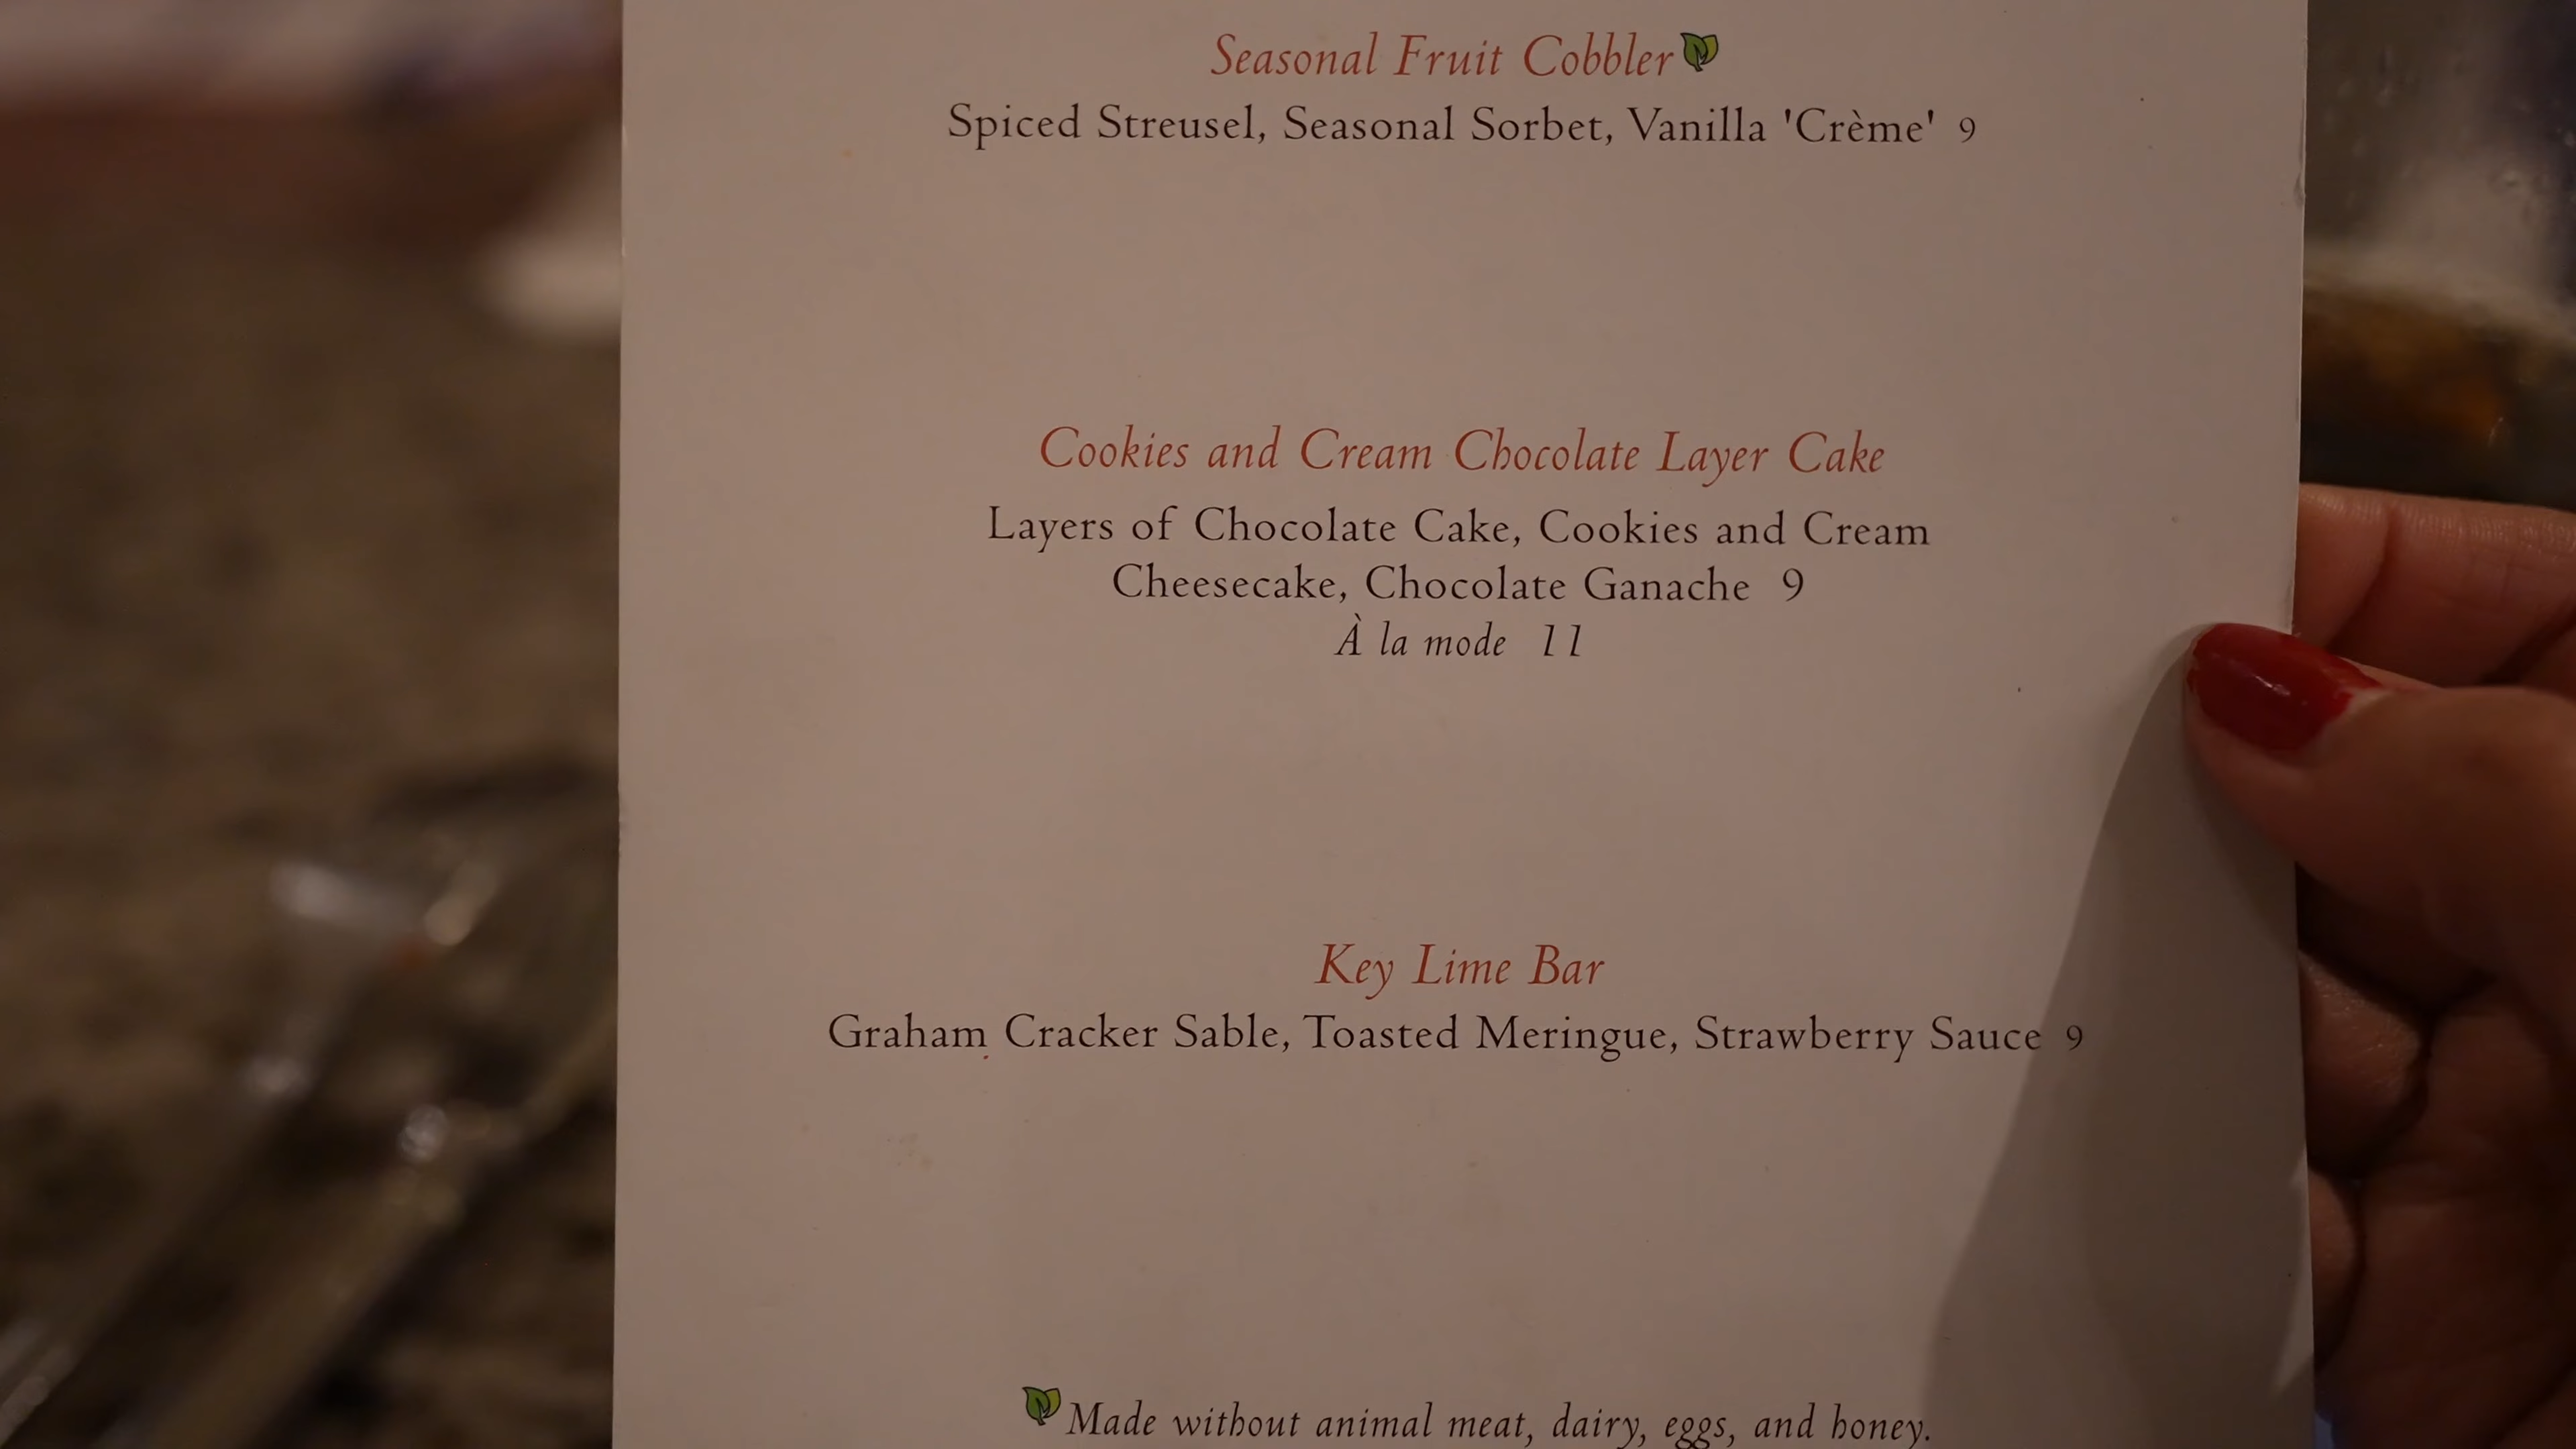 Seasonal Fruit Cobbler
Spiced Streusel, Seasonal Sorbet, Vanilla 'Crème' 9
Cookies and Cream Chocolate Layer Cake
Layers of Chocolate Cake, Cookies and Cream
Cheesecake, Chocolate Ganache 9
À la mode 11
Key Lime Bar
Graham Cracker Sable, Toasted Meringue, Strawberry Sauce 9
Made without animal meat, dairy, eggs, and honey.